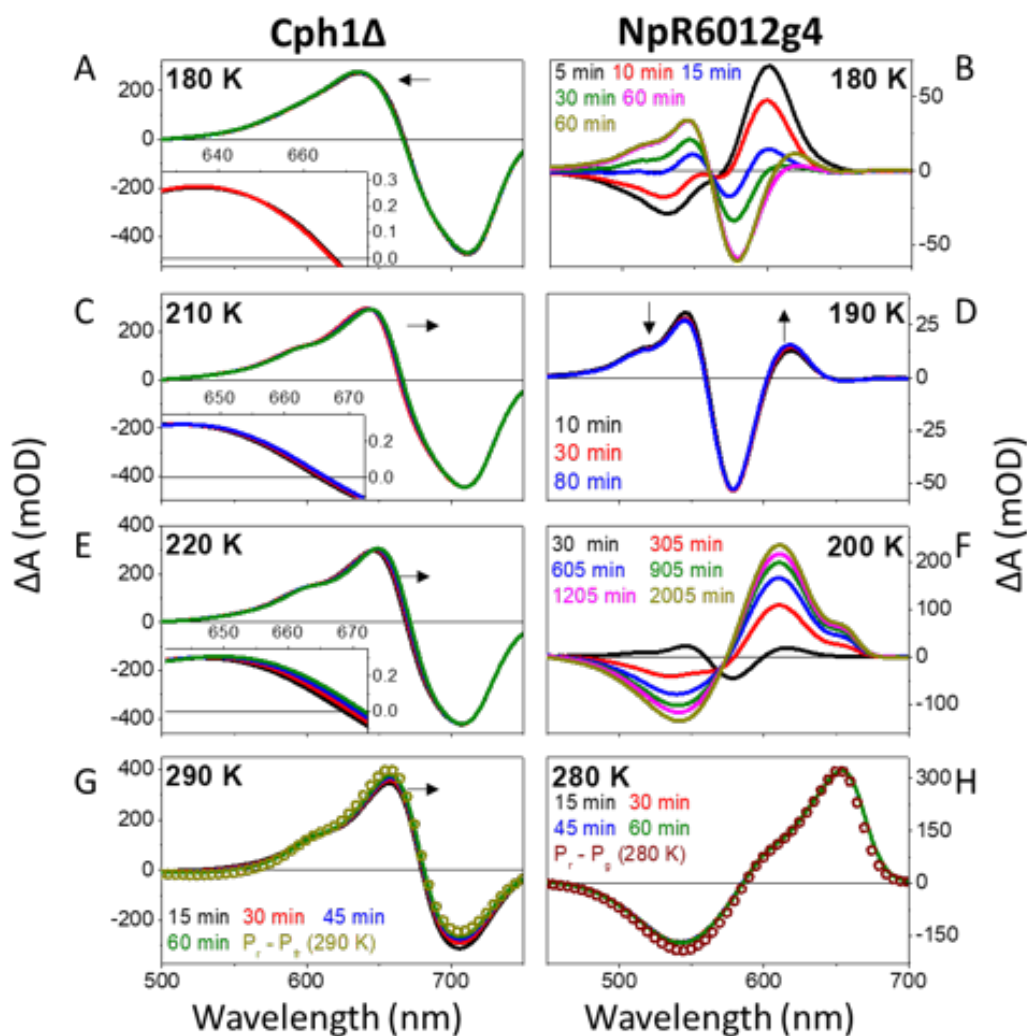 Cph1Δ NpR6012g4
A 180 K
200
0
-200
-400
640 660
0.3
0.2
0.1
0.0
B 180 K
5 min 10 min 15 min
30 min 60 min
60 min
50
0
-50
500 600 700
C 210 K
200
0
-200
-400
650 660 670
0.2
0.0
D 190 K
10 min
30 min
80 min
25
0
-25
-50
E 220 K
400
200
0
-200
-400
650 660 670
0.2
0.0
F 200 K
30 min 305 min
605 min 905 min
1205 min 2005 min
200
100
0
-100
G 290 K
400
200
0
-200
15 min 30 min 45 min
60 min Pr - Pfr (290 K)
500 600 700
Wavelength (nm)
H 280 K
15 min 30 min
45 min 60 min
Pr - Pg (280 K)
300
150
0
-150
500 600 700
Wavelength (nm)
ΔA (mOD)
ΔA (mOD)